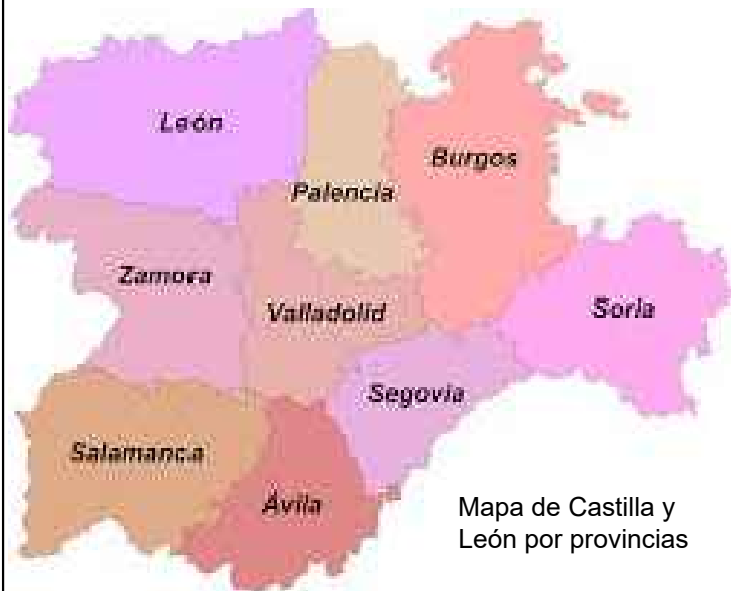 León
Burgos
Palencia
Zamora
Valladolid
Soria
Segovia
Salamanca
Ávila
Mapa de Castilla y
León por provincias